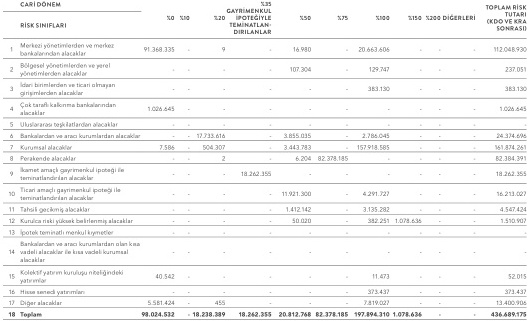 CARİ DÖNEM
RİSK SINIFLARI %0 %10 %20 %35 GAYRİMENKUL İPOTEĞİYLE TEMİNATLAN-DIRILANLAR %50 %75 %100 %150 %200 DİĞERLERİ TOPLAM RİSK TUTARI (KDO VE KRA SONRASI)
1 Merkezi yönetimlerden ve merkez bankalarından alacaklar 91.368.335 - 9 - 16.980 - 20.663.606 - - - 112.048.930
2 Bölgesel yönetimlerden ve yerel yönetimlerden alacaklar - - - - 107.304 - 129.747 - - - 237.051
3 İdari birimlerden ve ticari olmayan girişimlerden alacaklar - - - - - - 383.130 - - - 383.130
4 Çok taraflı kalkınma bankalarından alacaklar 1.026.645 - - - - - - - - - 1.026.645
5 Uluslararası teşkilatlardan alacaklar - - - - - - - - - - -
6 Bankalardan ve aracı kurumlardan alacaklar - - 17.733.616 - 3.855.035 - 2.786.045 - - - 24.374.696
7 Kurumsal alacaklar 7.586 - 504.307 - 3.443.783 - 157.918.585 - - - 161.874.261
8 Perakende alacaklar - - 2 - 6.204 82.378.185 - - - - 82.384.391
9 İkamet amaçlı gayrimenkul ipoteği ile teminatlandırılan alacaklar - - - 18.262.355 - - - - - - 18.262.355
10 Ticari amaçlı gayrimenkul ipoteği ile teminatlandırılan alacaklar - - - - 11.921.300 - 4.291.727 - - - 16.213.027
11 Tahsili gecikmiş alacaklar - - - - 1.412.142 - 3.135.282 - - - 4.547.424
12 Kurulca riski yüksek belirlenmiş alacaklar - - - - 50.020 - 382.251 1.078.636 - - 1.510.907
13 İpotek teminatlı menkul kıymetler - - - - - - - - - - -
14 Bankalardan ve aracı kurumlardan olan kısa vadeli alacaklar ile kısa vadeli kurumsal alacaklar - - - - - - - - - - -
15 Kolektif yatırım kuruluşu niteliğindeki yatırımlar 40.542 - - - - - 11.473 - - - 52.015
16 Hisse senedi yatırımları - - - - - - 373.437 - - - 373.437
17 Diğer alacaklar 5.581.424 - 455 - - - 7.819.027 - - - 13.400.906
18 Toplam 98.024.532 - 18.238.389 18.262.355 20.812.768 82.378.185 197.894.310 1.078.636 - - 436.689.175